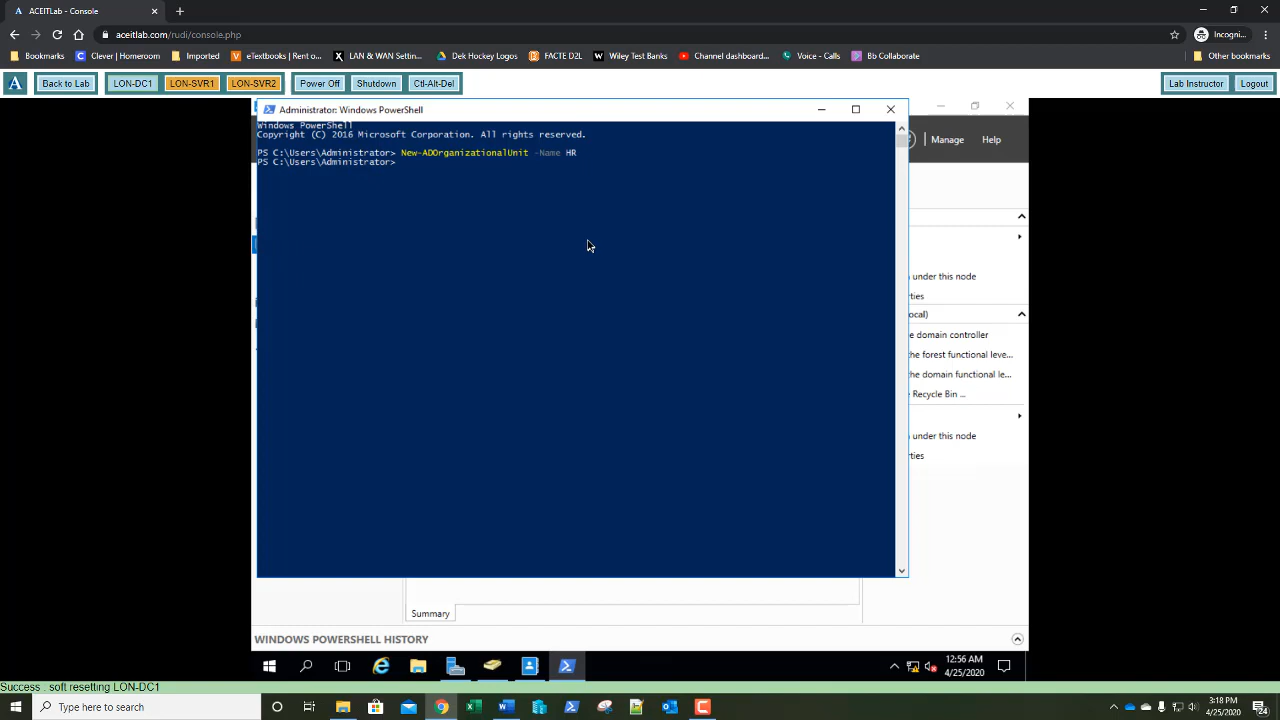 ACEITLab - Console
aceitlab.com/rudi/console.php
Incogni...
Bookmarks
Clever | Homeroom
Imported
eTextbooks | Rent o...
LAN & WAN Settin...
Dek Hockey Logos
FACTE D2L
Wiley Test Banks
Channel dashboard...
Voice - Calls
Bb Collaborate
Other bookmarks
A
Back to Lab
LON-DC1
LON-SVR1
LON-SVR2
Power Off
Shutdown
Ctl-Alt-Del
Lab Instructor
Logout
Administrator: Windows PowerShell
Manage
Help
Windows PowerShell
Copyright (C) 2016 Microsoft Corporation. All rights reserved.
PS C:\Users\Administrator> New-ADOrganizationalUnit -Name HR
PS C:\Users\Administrator>
under this node
rties
ocal)
e domain controller
the forest functional leve...
the domain functional le...
Recycle Bin ...
under this node
rties
Summary
WINDOWS POWERSHELL HISTORY
12:56 AM
4/25/2020
Success . soft resetting LON-DC1
Type here to search
3:18 PM
4/25/2020
24